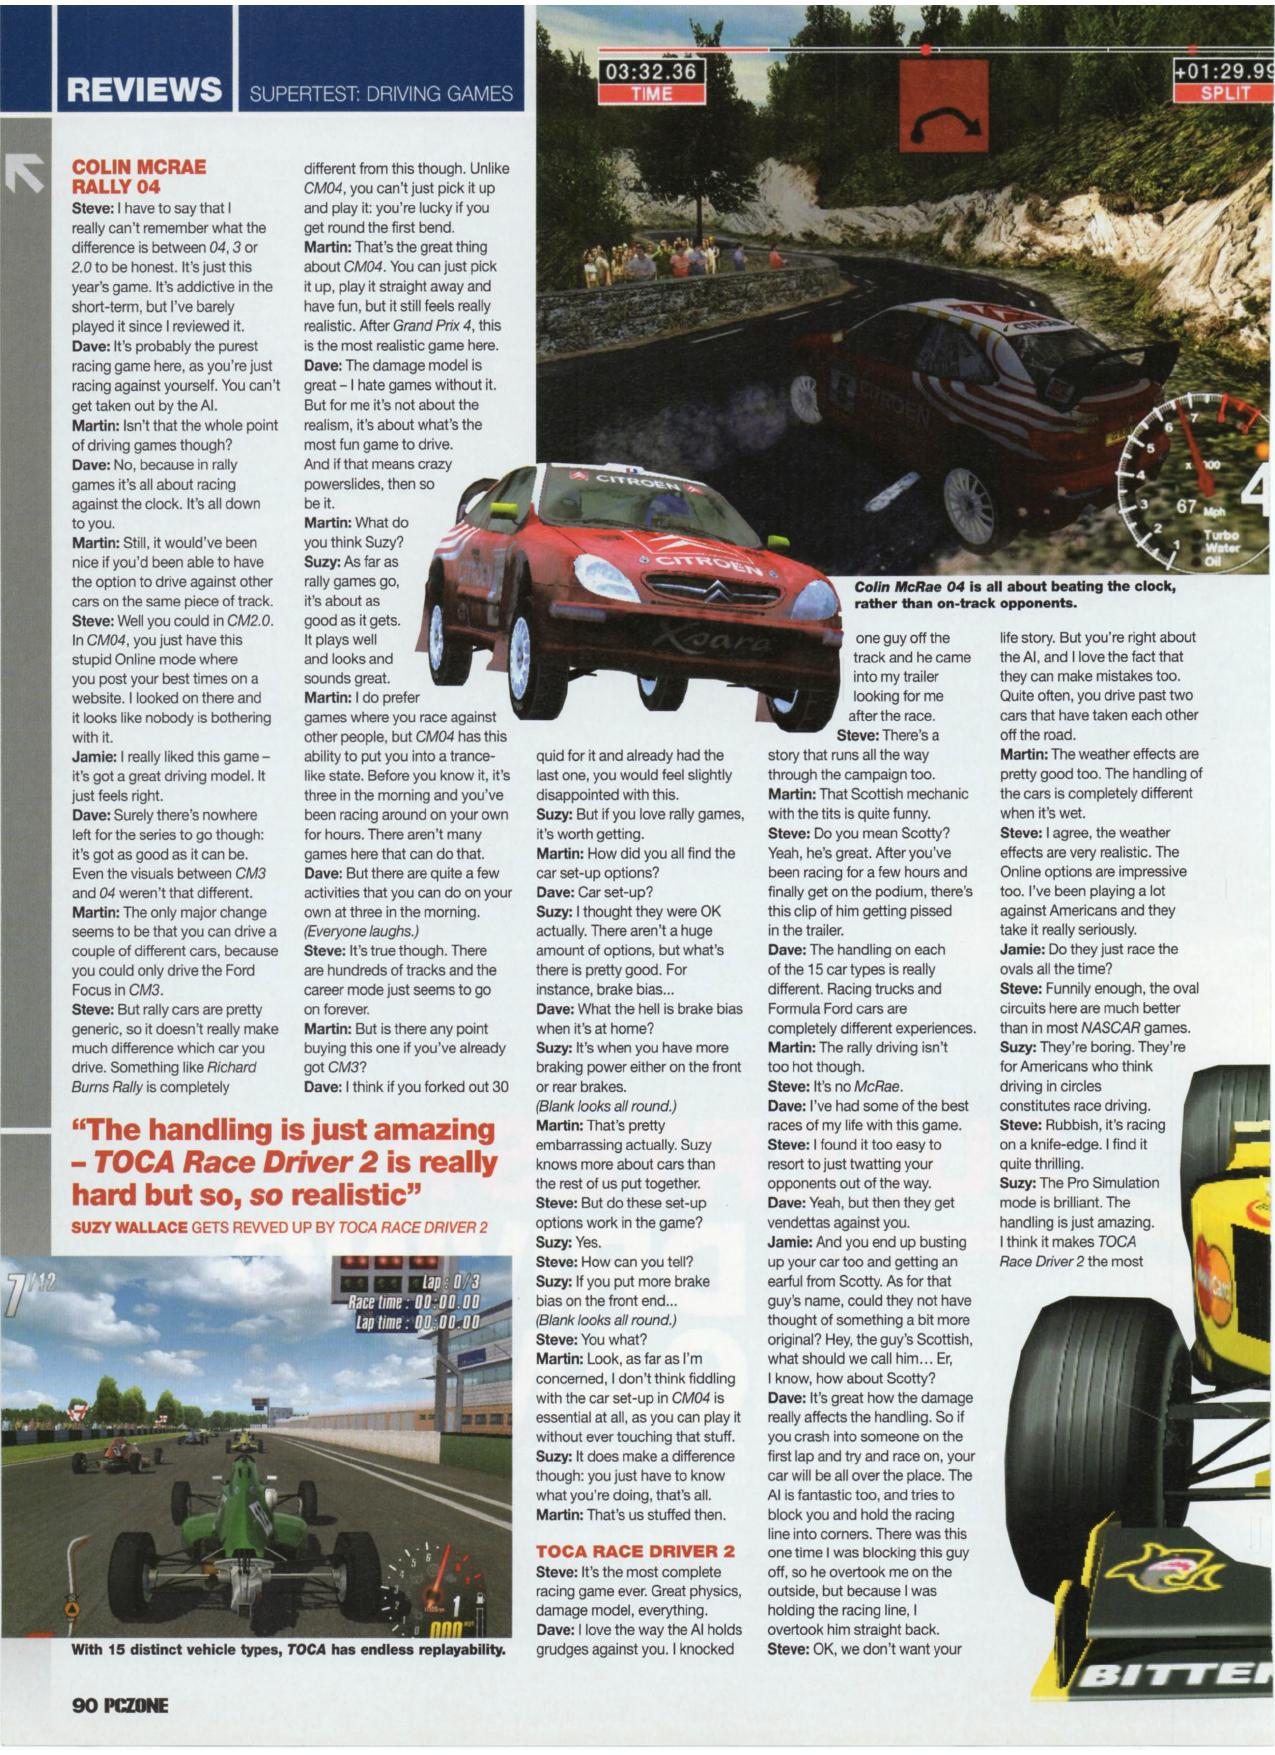 REVIEWS
SUPERTEST: DRIVING GAMES
03:32.36
TIME
+01:29.99
SPLIT
COLIN MCRAE
RALLY 04
Steve: I have to say that I
really can't remember what the
difference is between 04, 3 or
2.0 to be honest. It's just this
year's game. It's addictive in the
short-term, but I've barely
played it since I reviewed it.
Dave: It's probably the purest
racing game here, as you're just
racing against yourself. You can't
get taken out by the AI.
Martin: Isn't that the whole point
of driving games though?
Dave: No, because in rally
games it's all about racing
against the clock. It's all down
to you.
Martin: Still, it would've been
nice if you'd been able to have
the option to drive against other
cars on the same piece of track.
Steve: Well you could in CM2.0.
In CM04, you just have this
stupid Online mode where
you post your best times on a
website. I looked on there and
it looks like nobody is bothering
with it.
Jamie: I really liked this game –
it's got a great driving model. It
just feels right.
Dave: Surely there's nowhere
left for the series to go though:
it's got as good as it can be.
Even the visuals between CM3
and 04 weren't that different.
Martin: The only major change
seems to be that you can drive a
couple of different cars, because
you could only drive the Ford
Focus in CM3.
Steve: But rally cars are pretty
generic, so it doesn't really make
much difference which car you
drive. Something like Richard
Burns Rally is completely
different from this though. Unlike
CM04, you can't just pick it up
and play it: you're lucky if you
get round the first bend.
Martin: That's the great thing
about CM04. You can just pick
it up, play it straight away and
have fun, but it still feels really
realistic. After Grand Prix 4, this
is the most realistic game here.
Dave: The damage model is
great – I hate games without it.
But for me it's not about the
realism, it's about what's the
most fun game to drive.
And if that means crazy
powerslides, then so
be it.
Martin: What do
you think Suzy?
Suzy: As far as
rally games go,
it's about as
good as it gets.
It plays well
and looks and
sounds great.
Martin: I do prefer
games where you race against
other people, but CM04 has this
ability to put you into a trance-
like state. Before you know it, it's
three in the morning and you've
been racing around on your own
for hours. There aren't many
games here that can do that.
Dave: But there are quite a few
activities that you can do on your
own at three in the morning.
(Everyone laughs.)
Steve: It's true though. There
are hundreds of tracks and the
career mode just seems to go
on forever.
Martin: But is there any point
buying this one if you've already
got CM3?
Dave: I think if you forked out 30
CITROËN
CITROËN
Xsara
CITROËN
CITROËN
1
2
3
4
5
6
7
x 100
67 Mph
Turbo
Water
Oil
4
Colin McRae 04 is all about beating the clock,
rather than on-track opponents.
"The handling is just amazing
– TOCA Race Driver 2 is really
hard but so, so realistic"
SUZY WALLACE GETS REVVED UP BY TOCA RACE DRIVER 2
7/12
Lap : 0/3
Race time : 00:00.00
Lap time : 00:00.00
1
000
With 15 distinct vehicle types, TOCA has endless replayability.
quid for it and already had the
last one, you would feel slightly
disappointed with this.
Suzy: But if you love rally games,
it's worth getting.
Martin: How did you all find the
car set-up options?
Dave: Car set-up?
Suzy: I thought they were OK
actually. There aren't a huge
amount of options, but what's
there is pretty good. For
instance, brake bias...
Dave: What the hell is brake bias
when it's at home?
Suzy: It's when you have more
braking power either on the front
or rear brakes.
(Blank looks all round.)
Martin: That's pretty
embarrassing actually. Suzy
knows more about cars than
the rest of us put together.
Steve: But do these set-up
options work in the game?
Suzy: Yes.
Steve: How can you tell?
Suzy: If you put more brake
bias on the front end...
(Blank looks all round.)
Steve: You what?
Martin: Look, as far as I'm
concerned, I don't think fiddling
with the car set-up in CM04 is
essential at all, as you can play it
without ever touching that stuff.
Suzy: It does make a difference
though: you just have to know
what you're doing, that's all.
Martin: That's us stuffed then.
TOCA RACE DRIVER 2
Steve: It's the most complete
racing game ever. Great physics,
damage model, everything.
Dave: I love the way the AI holds
grudges against you. I knocked
one guy off the
track and he came
into my trailer
looking for me
after the race.
Steve: There's a
story that runs all the way
through the campaign too.
Martin: That Scottish mechanic
with the tits is quite funny.
Steve: Do you mean Scotty?
Yeah, he's great. After you've
been racing for a few hours and
finally get on the podium, there's
this clip of him getting pissed
in the trailer.
Dave: The handling on each
of the 15 car types is really
different. Racing trucks and
Formula Ford cars are
completely different experiences.
Martin: The rally driving isn't
too hot though.
Steve: It's no McRae.
Dave: I've had some of the best
races of my life with this game.
Steve: I found it too easy to
resort to just twatting your
opponents out of the way.
Dave: Yeah, but then they get
vendettas against you.
Jamie: And you end up busting
up your car too and getting an
earful from Scotty. As for that
guy's name, could they not have
thought of something a bit more
original? Hey, the guy's Scottish,
what should we call him... Er,
I know, how about Scotty?
Dave: It's great how the damage
really affects the handling. So if
you crash into someone on the
first lap and try and race on, your
car will be all over the place. The
AI is fantastic too, and tries to
block you and hold the racing
line into corners. There was this
one time I was blocking this guy
off, so he overtook me on the
outside, but because I was
holding the racing line, I
overtook him straight back.
Steve: OK, we don't want your
life story. But you're right about
the AI, and I love the fact that
they can make mistakes too.
Quite often, you drive past two
cars that have taken each other
off the road.
Martin: The weather effects are
pretty good too. The handling of
the cars is completely different
when it's wet.
Steve: I agree, the weather
effects are very realistic. The
Online options are impressive
too. I've been playing a lot
against Americans and they
take it really seriously.
Jamie: Do they just race the
ovals all the time?
Steve: Funnily enough, the oval
circuits here are much better
than in most NASCAR games.
Suzy: They're boring. They're
for Americans who think
driving in circles
constitutes race driving.
Steve: Rubbish, it's racing
on a knife-edge. I find it
quite thrilling.
Suzy: The Pro Simulation
mode is brilliant. The
handling is just amazing.
I think it makes TOCA
Race Driver 2 the most
MasterCard
BITTEN
90 PCZONE